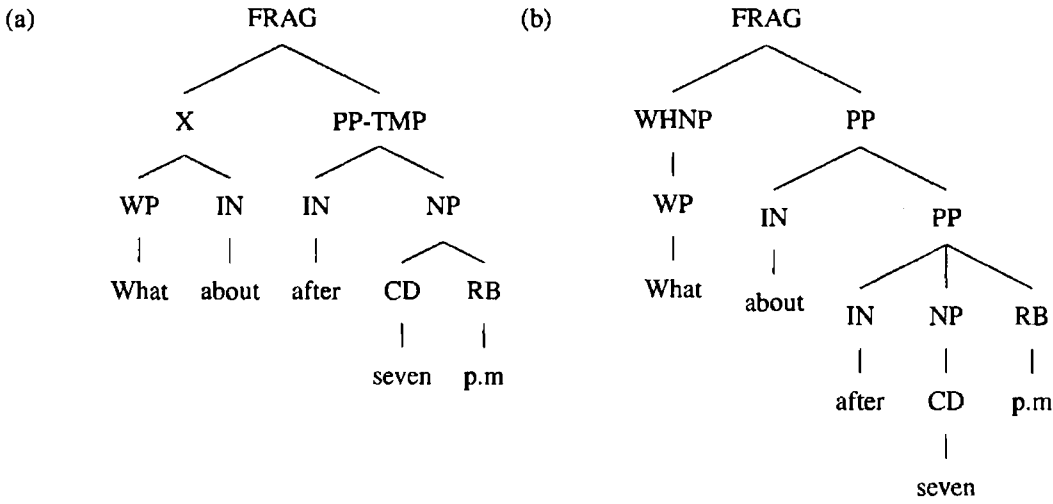 (a)
FRAG
X PP-TMP
WP IN IN NP
What about after CD RB
seven p.m
(b)
FRAG
WHNP PP
WP IN PP
What about IN NP RB
after CD p.m
seven